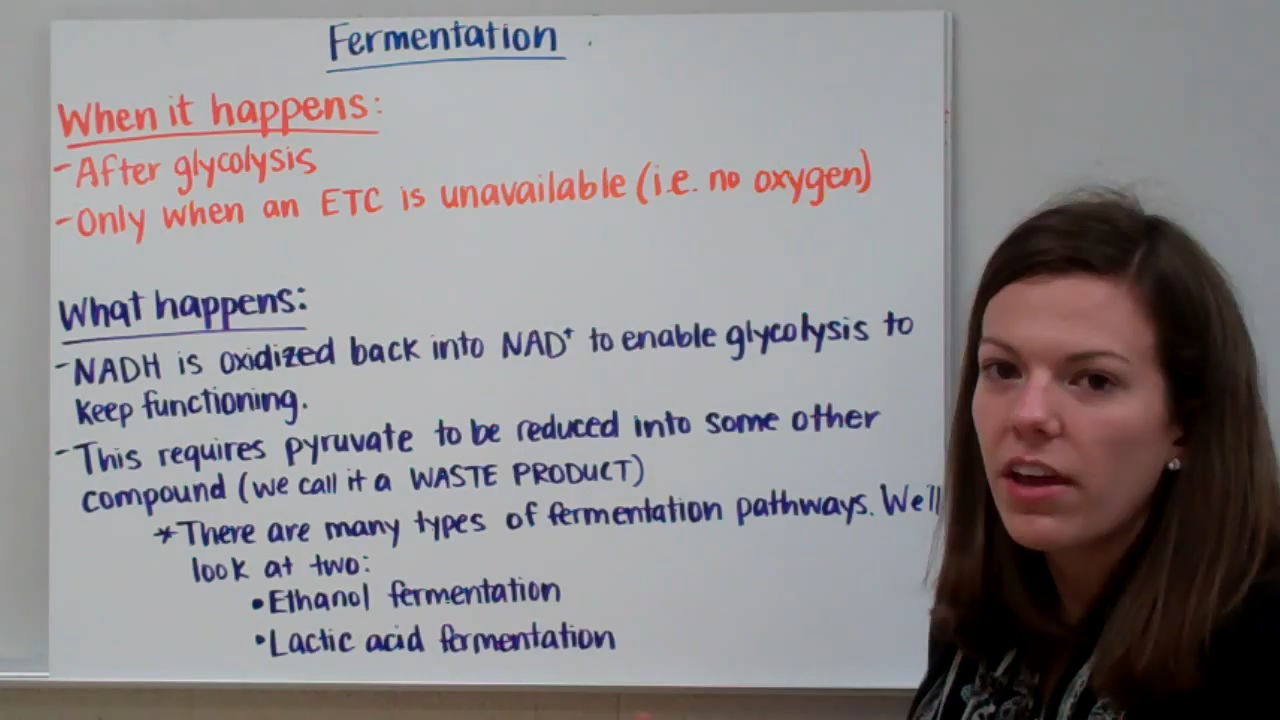 Fermentation
When it happens:
-After glycolysis
-Only when an ETC is unavailable (i.e. no oxygen)
What happens:
-NADH is oxidized back into NAD⁺ to enable glycolysis to
keep functioning.
-This requires pyruvate to be reduced into some other
compound (we call it a WASTE PRODUCT)
*There are many types of fermentation pathways. We'll
look at two:
•Ethanol fermentation
•Lactic acid fermentation